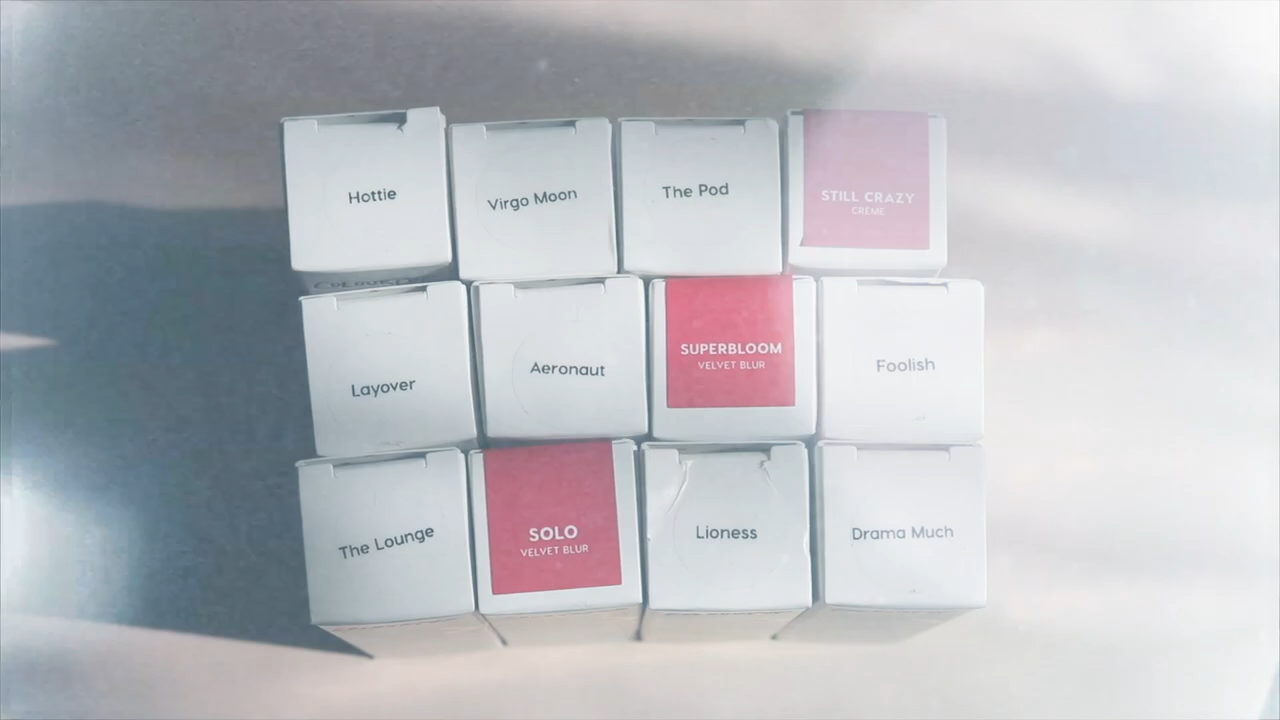 Hottie
Virgo Moon
The Pod
STILL CRAZY
CRÈME
Layover
Aeronaut
SUPERBLOOM
VELVET BLUR
Foolish
The Lounge
SOLO
VELVET BLUR
Lioness
Drama Much